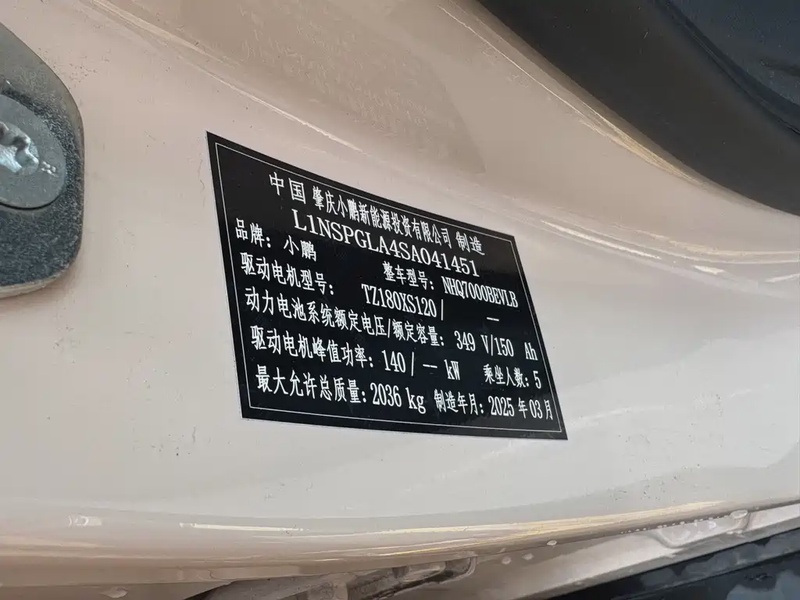 中国 肇庆小鹏新能源投资有限公司 制造
L1NSPGLA4SA041451
品牌：小鹏 整车型号：NHQ7000BEVLB
驱动电机型号： TZ180XS120/ —
动力电池系统额定电压/额定容量：349 V/150 Ah
驱动电机峰值功率：140/ — kW 乘坐人数：5
最大允许总质量：2036 kg 制造年月：2025 年 03 月